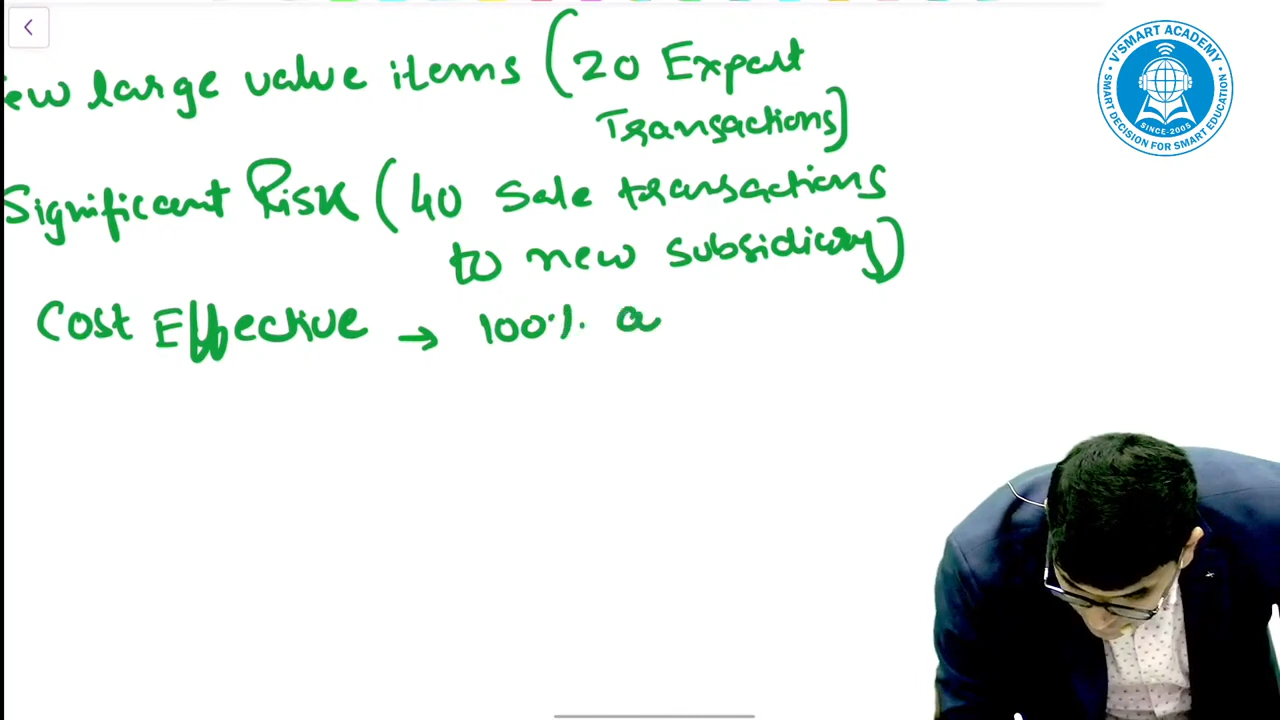 ew large value items (20 Export
Transactions)
Significant Risk (40 Sale transactions
to new subsidiary)
Cost Effective → 100% a
V'SMART ACADEMY
SINCE-2005
SMART DECISION FOR SMART EDUCATION